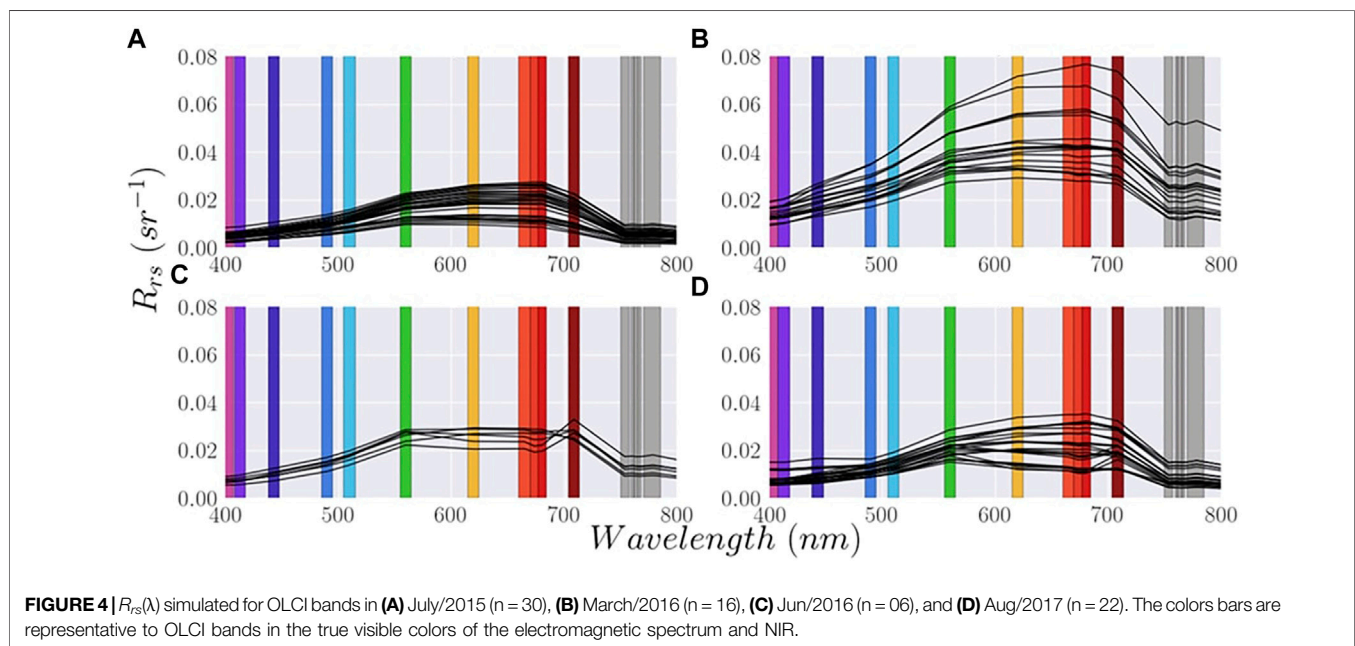 A
B
0.08
0.06
0.04
0.02
0.00
400 500 600 700 800
0.08
0.06
0.04
0.02
0.00
400 500 600 700 800
C
D
0.08
0.06
0.04
0.02
0.00
400 500 600 700 800
0.08
0.06
0.04
0.02
0.00
400 500 600 700 800
R_rs (sr⁻¹)
Wavelength (nm)
FIGURE 4 | R_rs(λ) simulated for OLCI bands in (A) July/2015 (n = 30), (B) March/2016 (n = 16), (C) Jun/2016 (n = 06), and (D) Aug/2017 (n = 22). The colors bars are
representative to OLCI bands in the true visible colors of the electromagnetic spectrum and NIR.